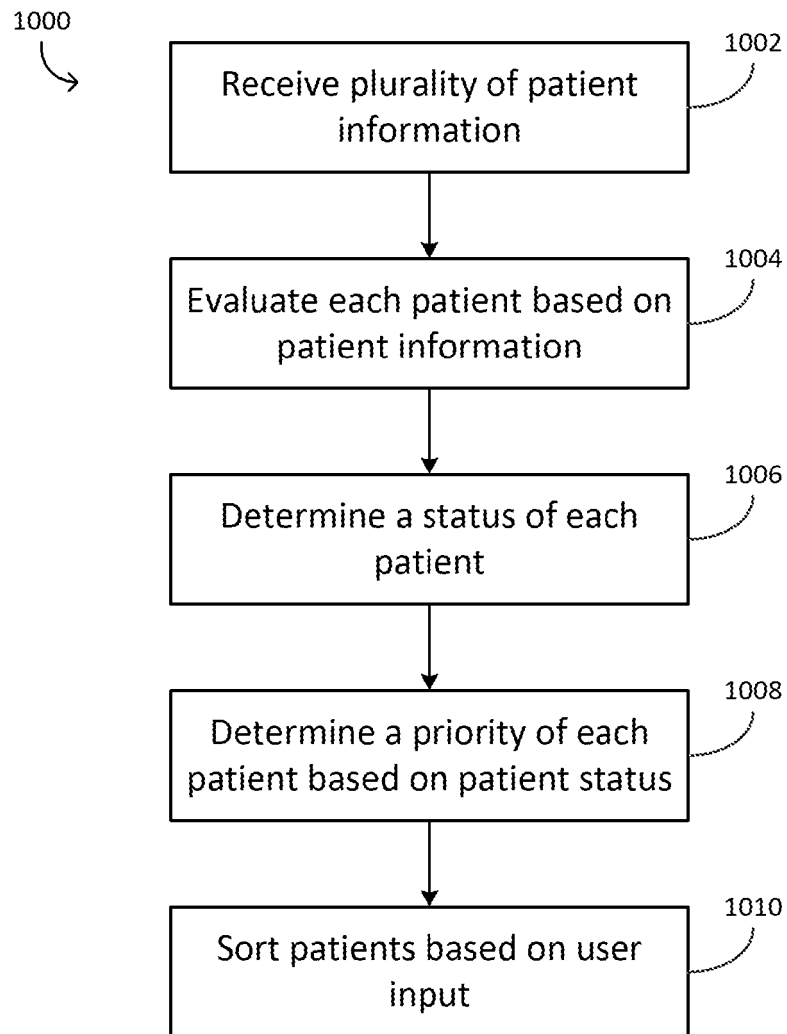 1000
1002
Receive plurality of patient
information
1004
Evaluate each patient based on
patient information
1006
Determine a status of each
patient
1008
Determine a priority of each
patient based on patient status
1010
Sort patients based on user
input